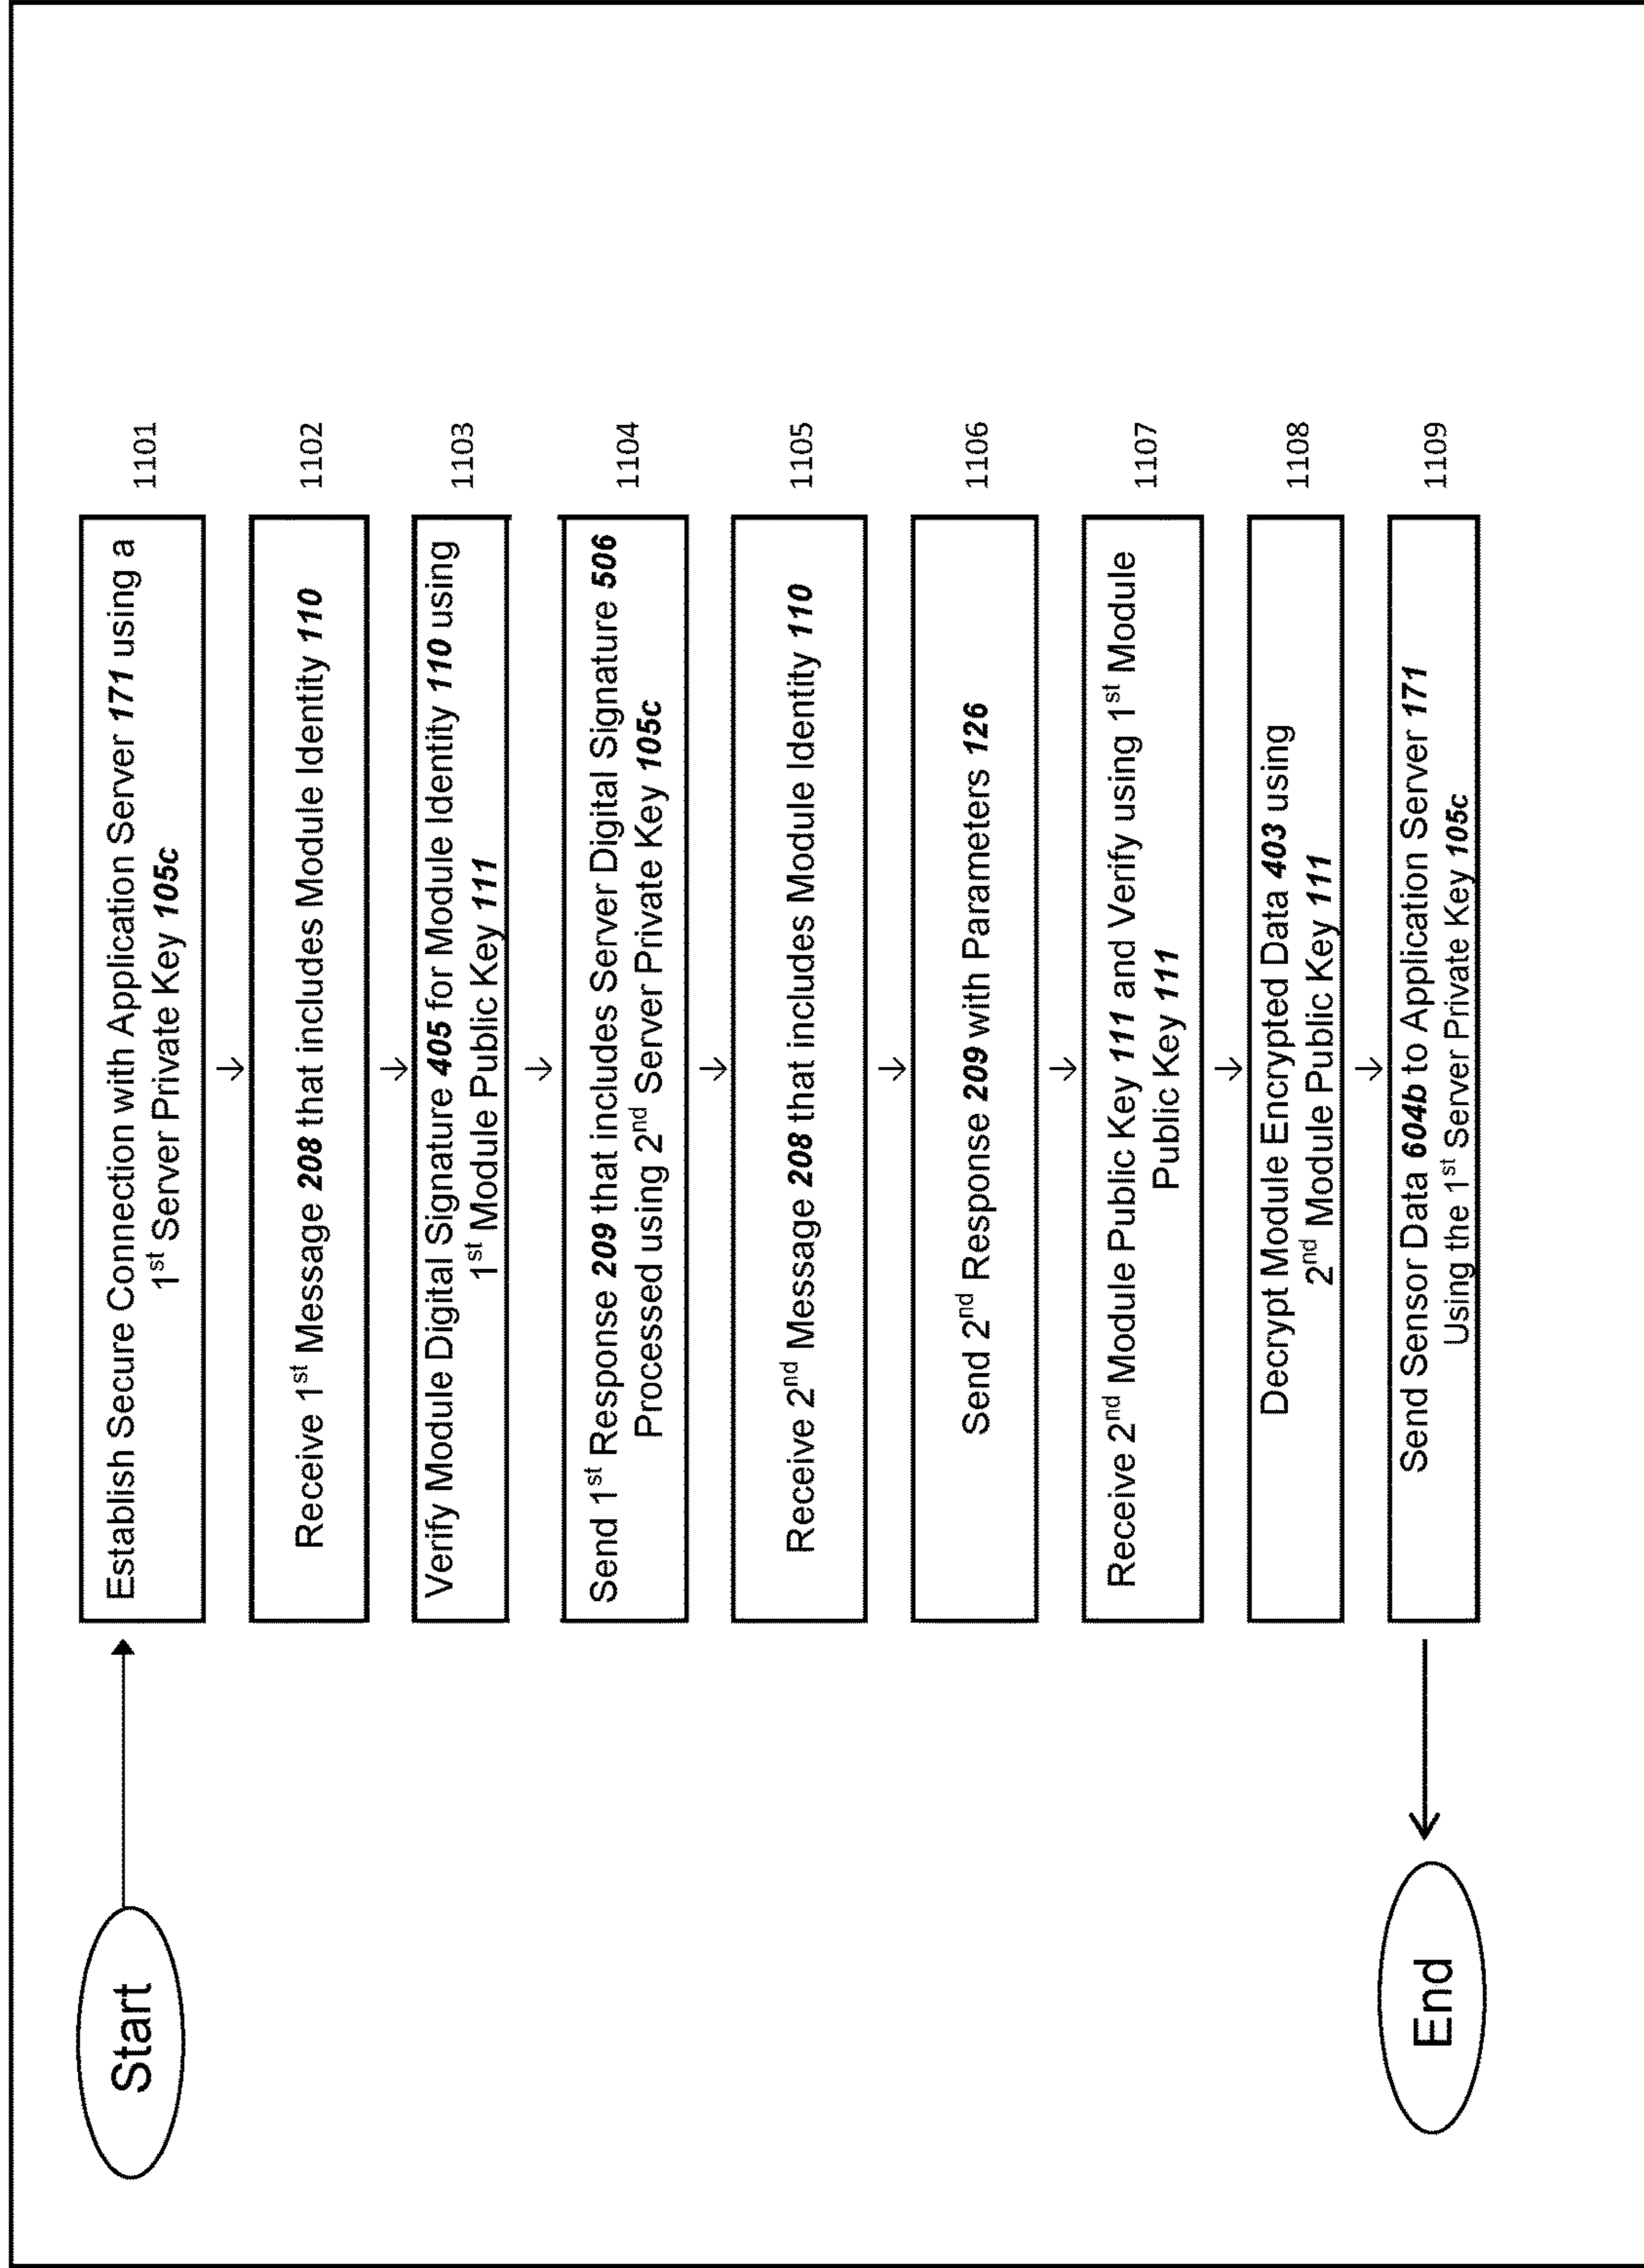 Start
Establish Secure Connection with Application Server 171 using a
1st Server Private Key 105c
1101
Receive 1st Message 208 that includes Module Identity 110
1102
Verify Module Digital Signature 405 for Module Identity 110 using
1st Module Public Key 111
1103
Send 1st Response 209 that includes Server Digital Signature 506
Processed using 2nd Server Private Key 105c
1104
Receive 2nd Message 208 that includes Module Identity 110
1105
Send 2nd Response 209 with Parameters 126
1106
Receive 2nd Module Public Key 111 and Verify using 1st Module
Public Key 111
1107
Decrypt Module Encrypted Data 403 using
2nd Module Public Key 111
1108
Send Sensor Data 604b to Application Server 171
Using the 1st Server Private Key 105c
1109
End